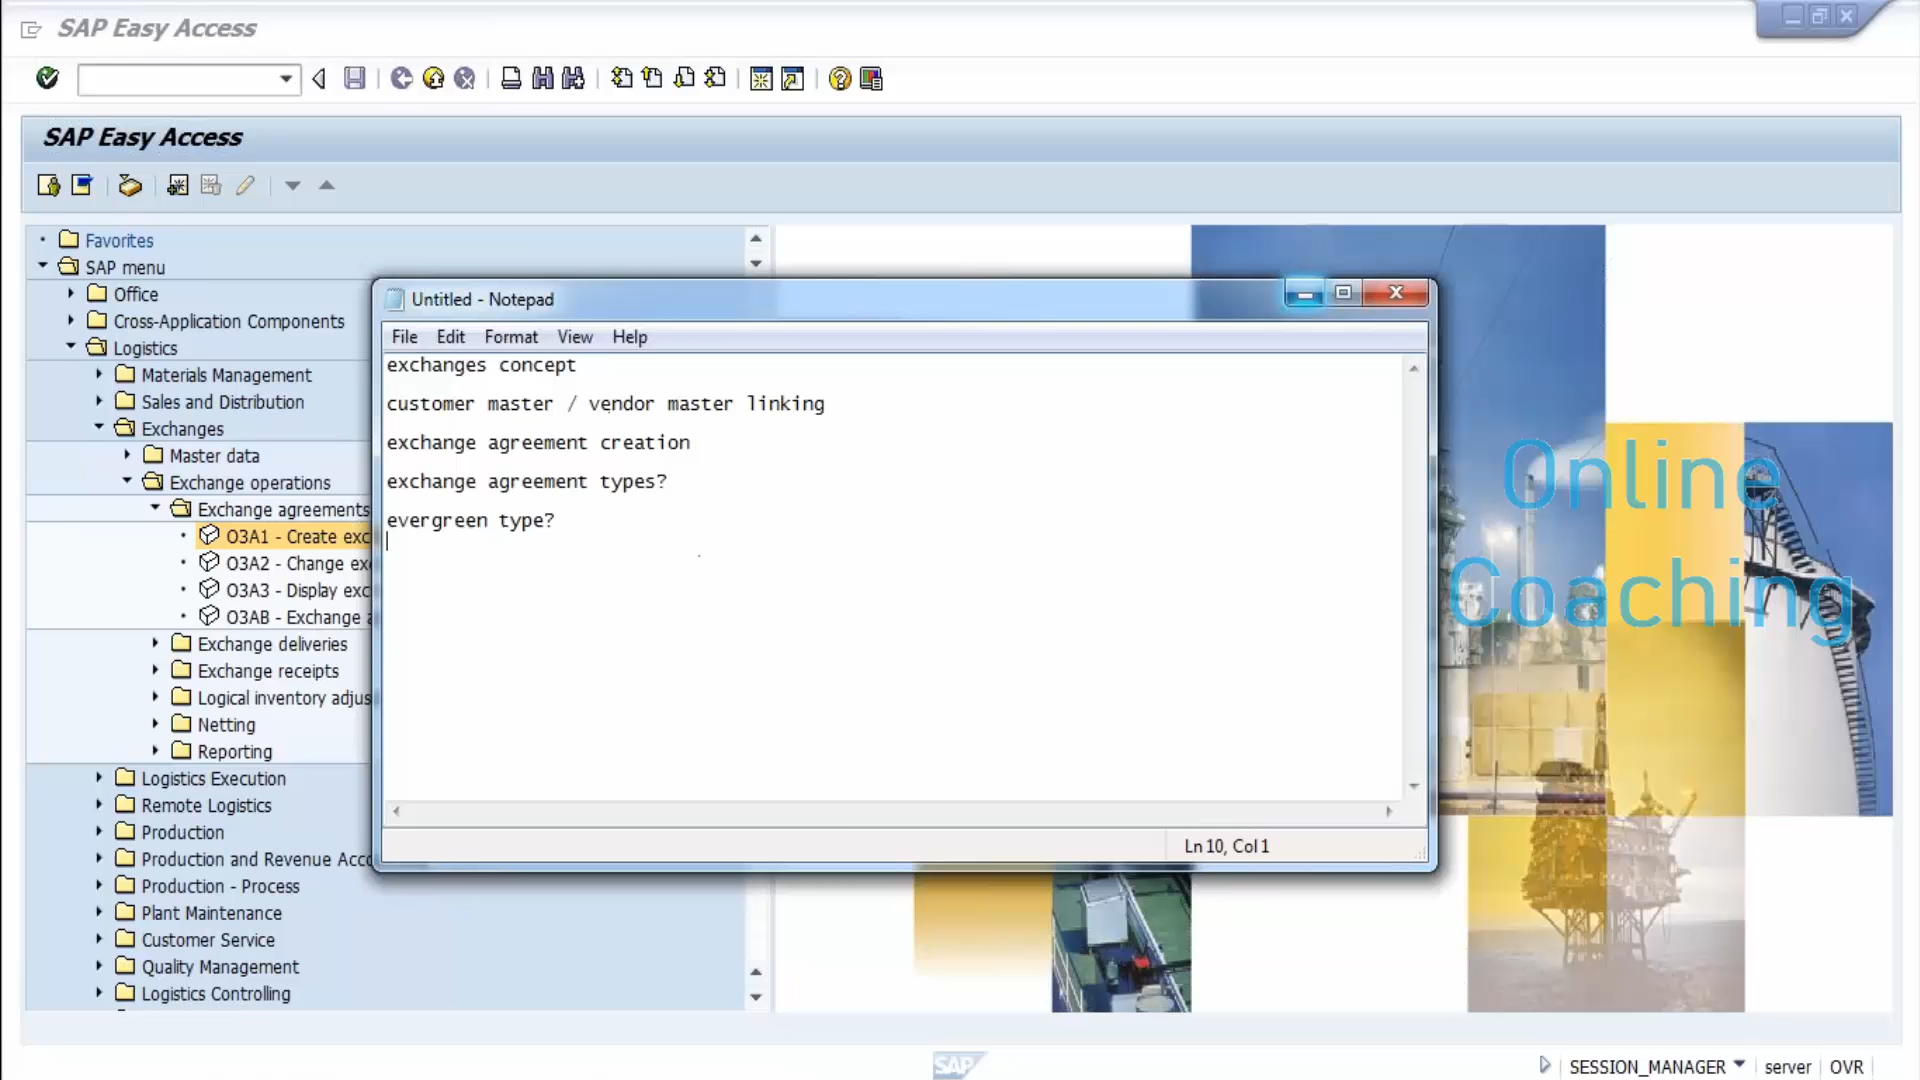 SAP Easy Access
SAP Easy Access
Favorites
SAP menu
Office
Cross-Application Components
Logistics
Materials Management
Sales and Distribution
Exchanges
Master data
Exchange operations
Exchange agreements
O3A1 - Create exc
O3A2 - Change ex
O3A3 - Display exc
O3AB - Exchange a
Exchange deliveries
Exchange receipts
Logical inventory adjus
Netting
Reporting
Logistics Execution
Remote Logistics
Production
Production and Revenue Acco
Production - Process
Plant Maintenance
Customer Service
Quality Management
Logistics Controlling
Untitled - Notepad
File Edit Format View Help
exchanges concept
customer master / vendor master linking
exchange agreement creation
exchange agreement types?
evergreen type?
Ln 10, Col 1
Online
Coaching
SAP
SESSION_MANAGER server OVR